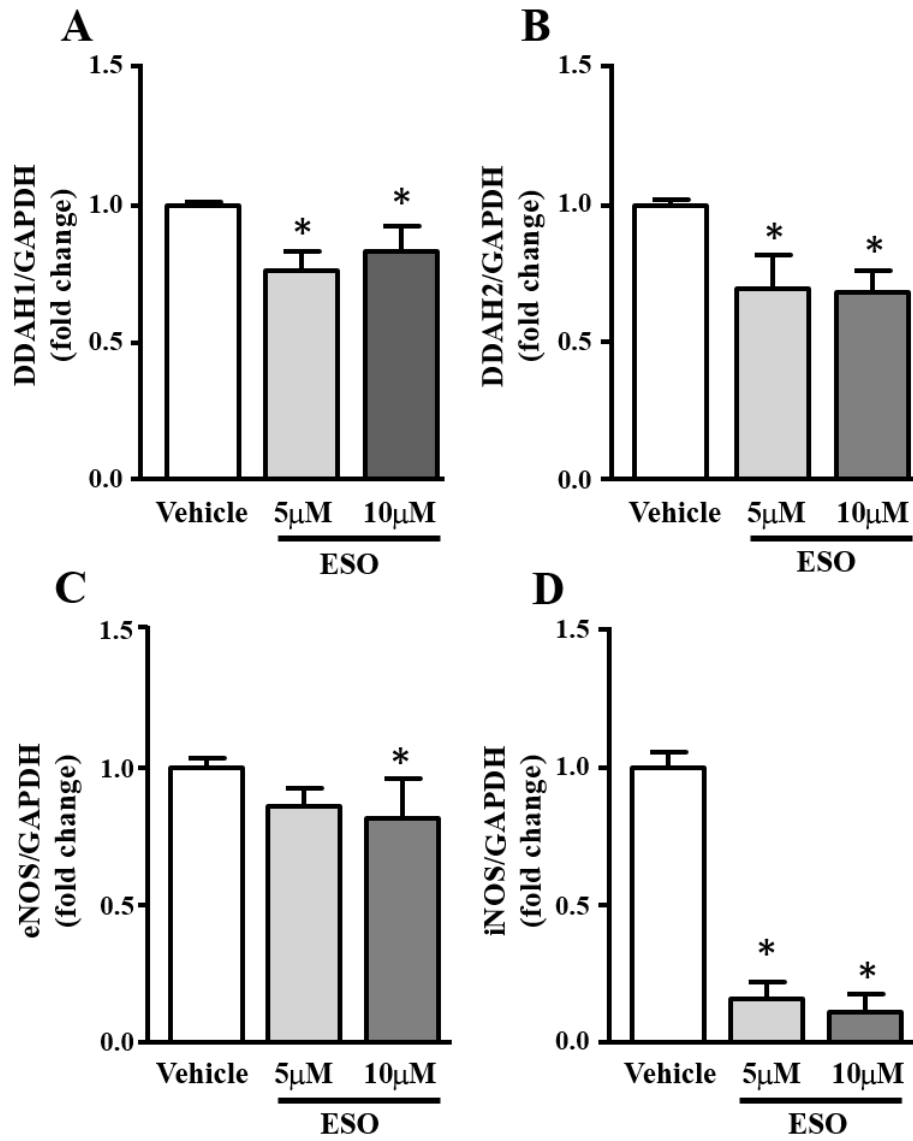 A
DDAH1/GAPDH
(fold change)
1.5
1.0
0.5
0.0
*
*
Vehicle 5μM 10μM
ESO
B
DDAH2/GAPDH
(fold change)
1.5
1.0
0.5
0.0
*
*
Vehicle 5μM 10μM
ESO
C
eNOS/GAPDH
(fold change)
1.5
1.0
0.5
0.0
*
Vehicle 5μM 10μM
ESO
D
iNOS/GAPDH
(fold change)
1.5
1.0
0.5
0.0
*
*
Vehicle 5μM 10μM
ESO